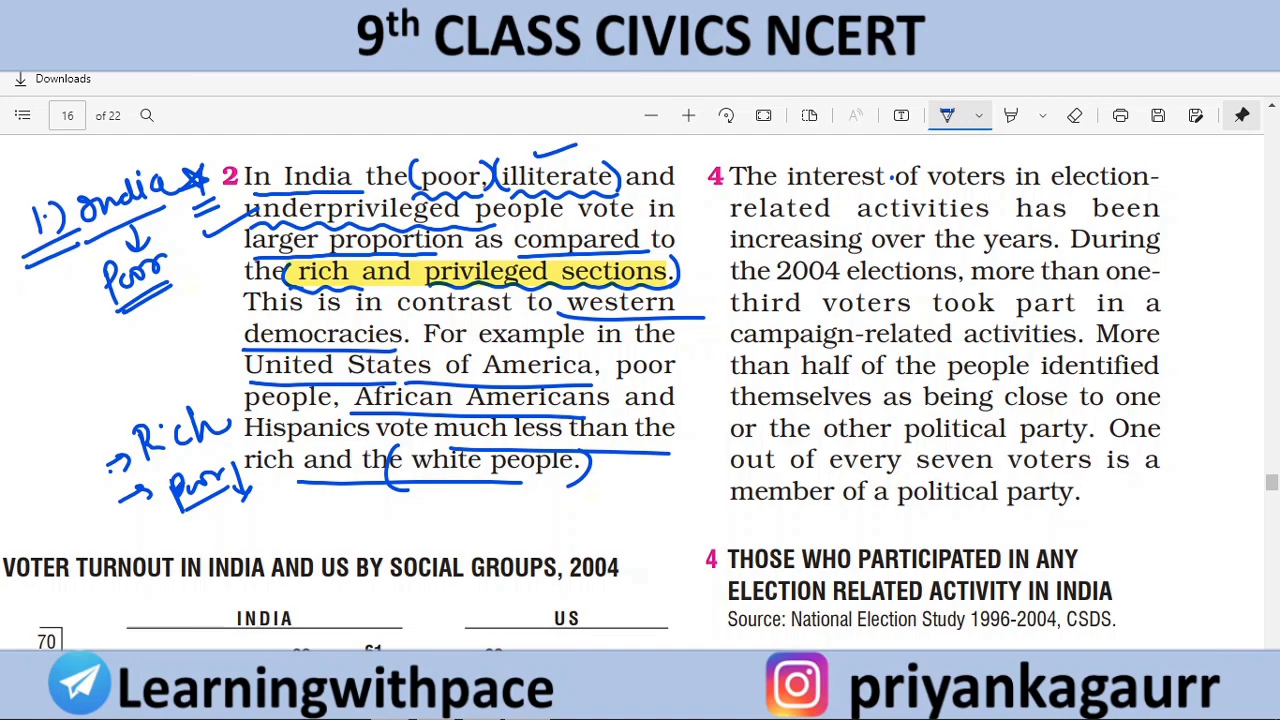 9th CLASS CIVICS NCERT
Downloads
16 of 22
1.) India
Poor
2 In India the (poor,) (illiterate) and
underprivileged people vote in
larger proportion as compared to
the (rich and privileged sections.)
This is in contrast to western
democracies. For example in the
United States of America, poor
people, African Americans and
Hispanics vote much less than the
rich and the (white people.)
→ Rich
→ Poor ↓
VOTER TURNOUT IN INDIA AND US BY SOCIAL GROUPS, 2004
INDIA US
70
61
4 The interest of voters in election-
related activities has been
increasing over the years. During
the 2004 elections, more than one-
third voters took part in a
campaign-related activities. More
than half of the people identified
themselves as being close to one
or the other political party. One
out of every seven voters is a
member of a political party.
4 THOSE WHO PARTICIPATED IN ANY
ELECTION RELATED ACTIVITY IN INDIA
Source: National Election Study 1996-2004, CSDS.
Learningwithpace
priyankagaurr